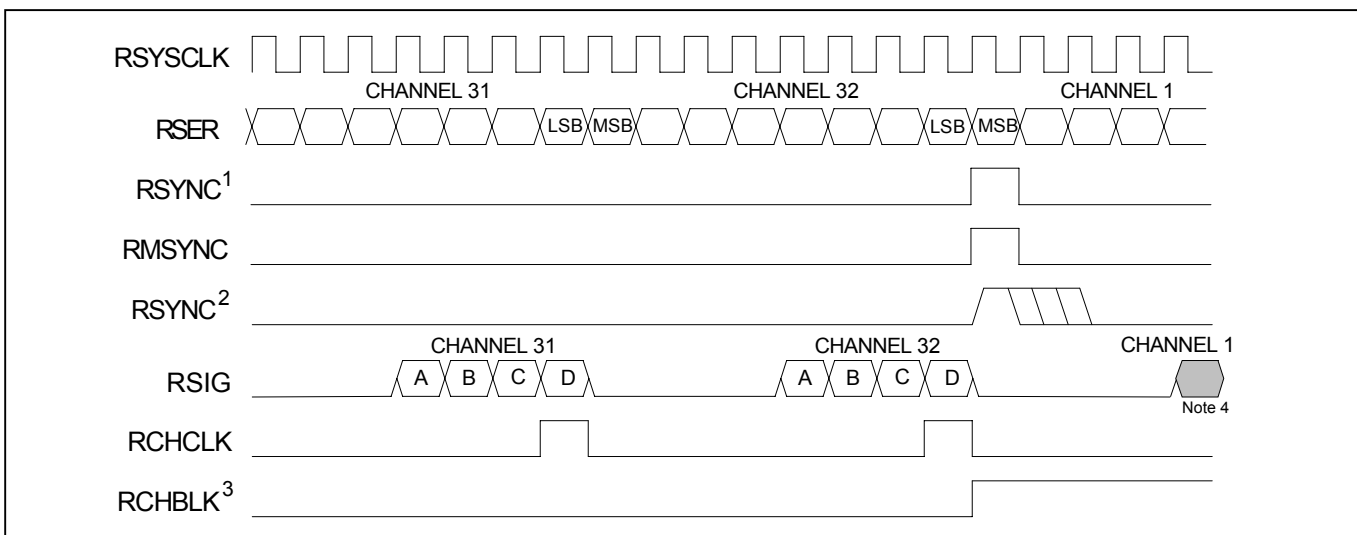 RSYSCLK
CHANNEL 31 CHANNEL 32 CHANNEL 1
RSER LSB MSB LSB MSB
RSYNC1
RMSYNC
RSYNC2
CHANNEL 31 CHANNEL 32 CHANNEL 1
RSIG A B C D A B C D
Note 4
RCHCLK
RCHBLK3